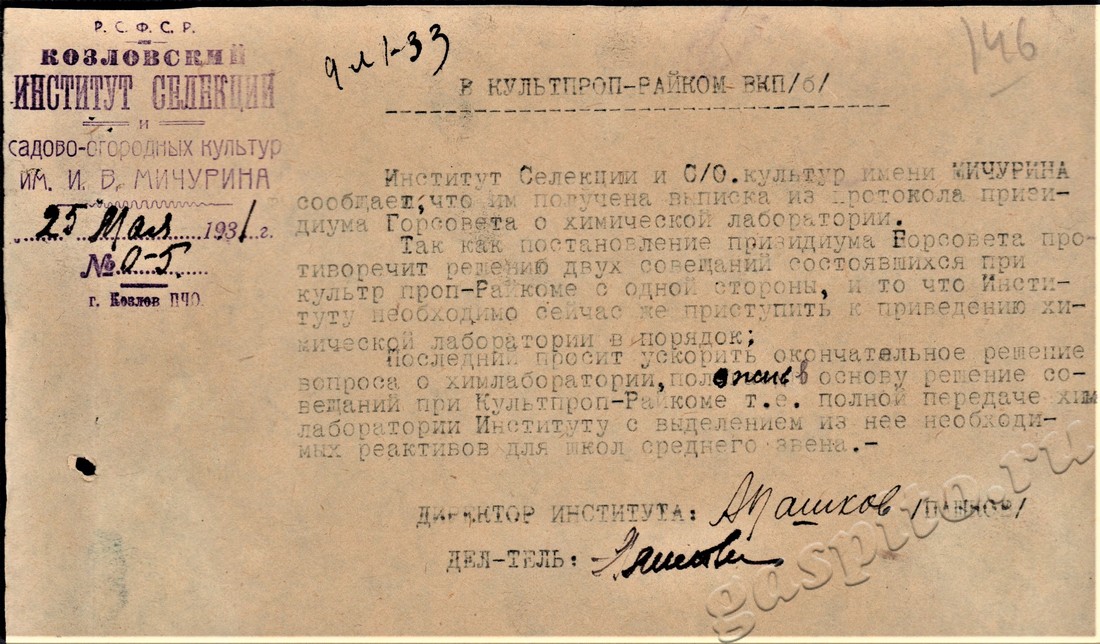 Р. С. Ф. С. Р.
КОЗЛОВСКИЙ
ИНСТИТУТ СЕЛЕКЦИИ
и
САДОВО-ОГОРОДНЫХ КУЛЬТУР
ИМ. И. В. МИЧУРИНА
25 Мая 1931 г.
№ 0-5.
г. Козлов ЦЧО.
146
В КУЛЬТПРОП-РАЙКОМ ВКП/б/
Институт Селекции и С/О.культур имени МИЧУРИНА
сообщает,что им получена выписка из протокола призи-
диума Горсовета о химической лаборатории.
Так как постановление призидиума Горсовета про-
тиворечит решению двух совещаний состоявшихся при
культр проп-Райкоме с одной стороны, и то что Инсти-
туту необходимо сейчас же приступить к приведению хи-
мической лаборатории в порядок;
Последний просит ускорить окончательное решение
вопроса о химлаборатории,положив в основу решение со-
вещаний при Культпроп-Райкоме т.е. полной передаче хим
лаборатории Институту с выделением из нее необходи-
мых реактивов для школ среднего звена.-
ДИРЕКТОР ИНСТИТУТА: Пашков /ПАШКОВ/
ДЕЛ-ТЕЛЬ:
gaspito.ru